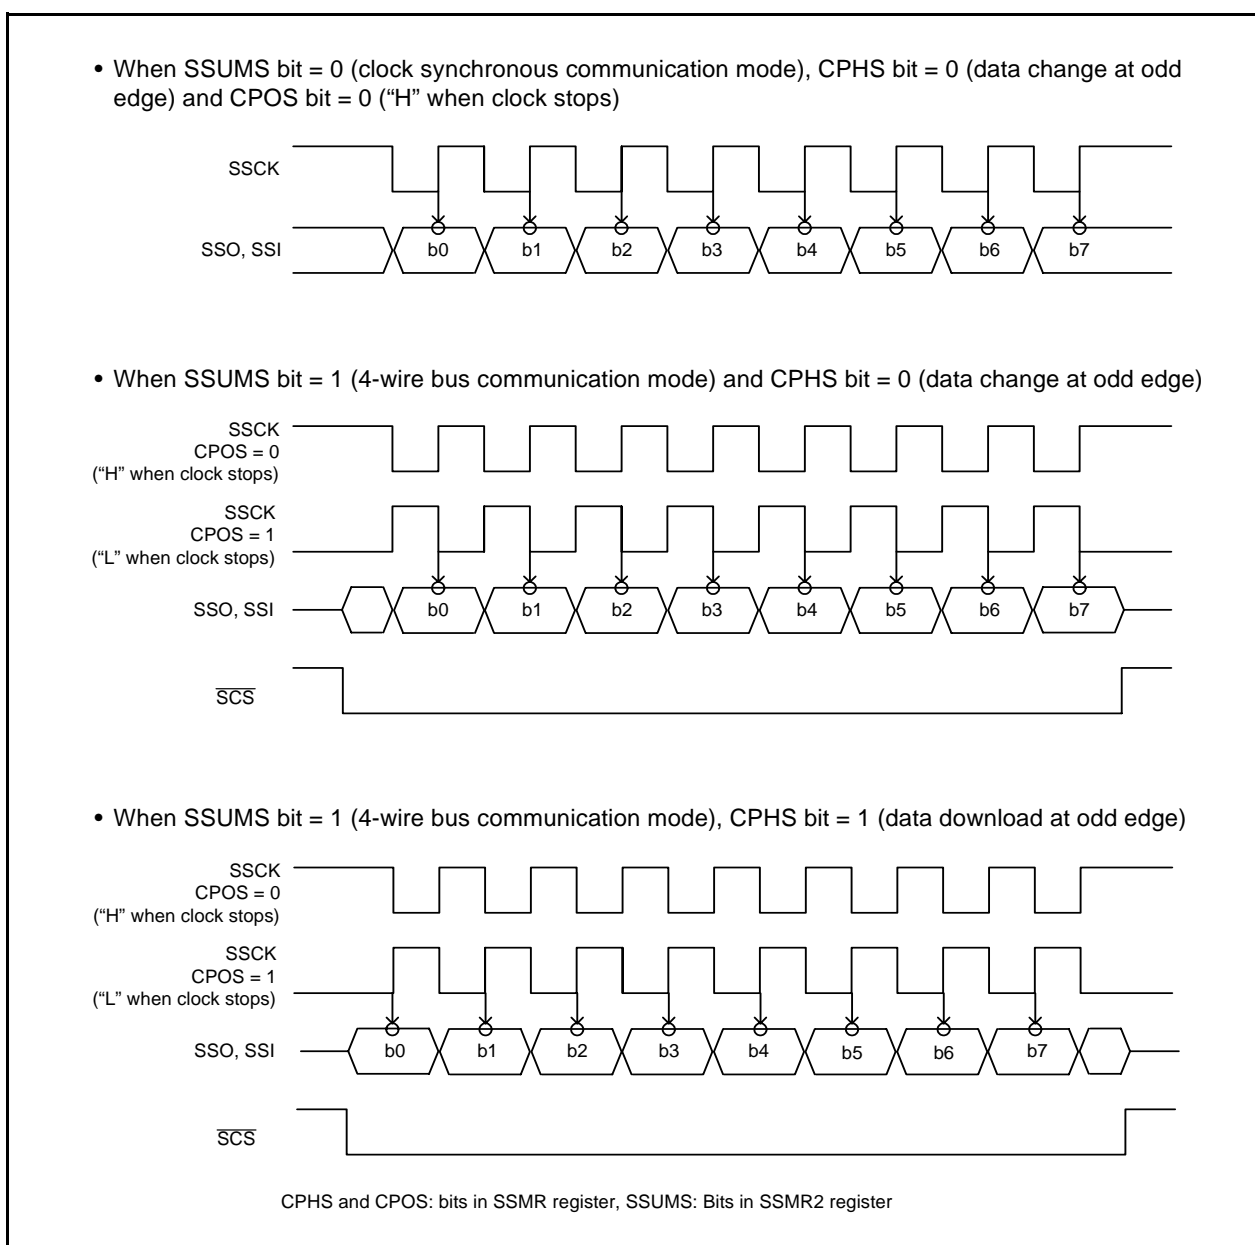 • When SSUMS bit = 0 (clock synchronous communication mode), CPHS bit = 0 (data change at odd
edge) and CPOS bit = 0 (“H” when clock stops)
SSCK
SSO, SSI
b0 b1 b2 b3 b4 b5 b6 b7
• When SSUMS bit = 1 (4-wire bus communication mode) and CPHS bit = 0 (data change at odd edge)
SSCK
CPOS = 0
(“H” when clock stops)
SSCK
CPOS = 1
(“L” when clock stops)
SSO, SSI
b0 b1 b2 b3 b4 b5 b6 b7
SCS
• When SSUMS bit = 1 (4-wire bus communication mode), CPHS bit = 1 (data download at odd edge)
SSCK
CPOS = 0
(“H” when clock stops)
SSCK
CPOS = 1
(“L” when clock stops)
SSO, SSI
b0 b1 b2 b3 b4 b5 b6 b7
SCS
CPHS and CPOS: bits in SSMR register, SSUMS: Bits in SSMR2 register